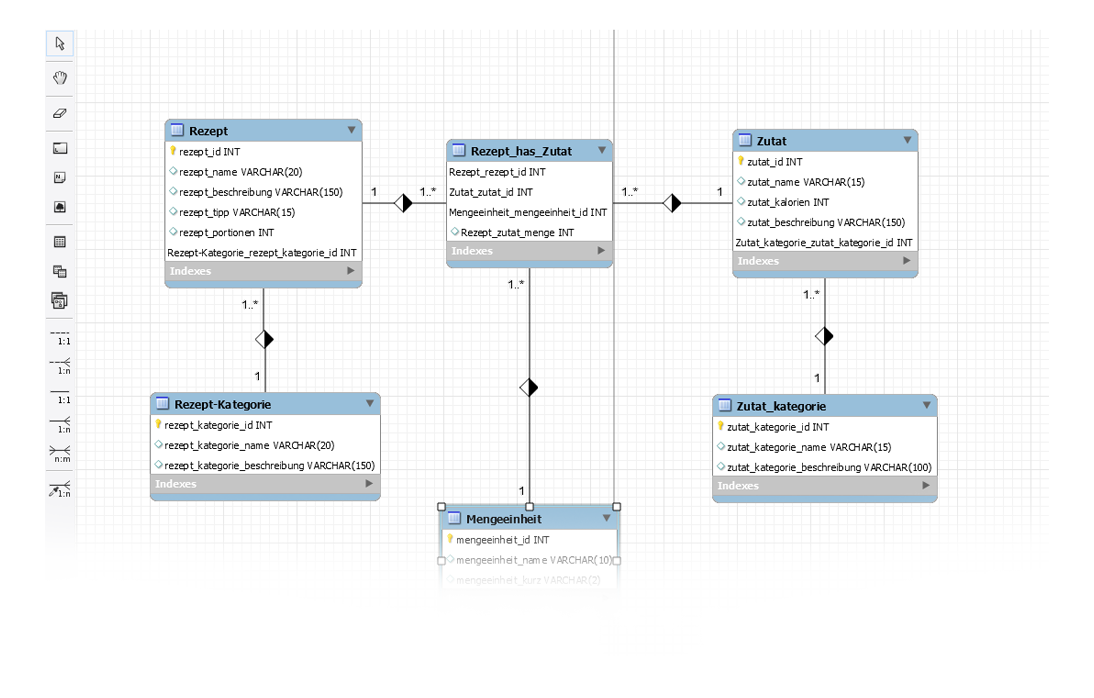 Rezept
rezept_id INT
rezept_name VARCHAR(20)
rezept_beschreibung VARCHAR(150)
rezept_tipp VARCHAR(15)
rezept_portionen INT
Rezept-Kategorie_rezept_kategorie_id INT
Indexes
1
1..*
Rezept_has_Zutat
Rezept_rezept_id INT
Zutat_zutat_id INT
Mengeeinheit_mengeeinheit_id INT
Rezept_zutat_menge INT
Indexes
1..*
1
Zutat
zutat_id INT
zutat_name VARCHAR(15)
zutat_kalorien INT
zutat_beschreibung VARCHAR(150)
Zutat_kategorie_zutat_kategorie_id INT
Indexes
1..*
1
1..*
1
1..*
1
Rezept-Kategorie
rezept_kategorie_id INT
rezept_kategorie_name VARCHAR(20)
rezept_kategorie_beschreibung VARCHAR(150)
Indexes
Mengeeinheit
mengeeinheit_id INT
mengeeinheit_name VARCHAR(10)
mengeeinheit_kurz VARCHAR(2)
Zutat_kategorie
zutat_kategorie_id INT
zutat_kategorie_name VARCHAR(15)
zutat_kategorie_beschreibung VARCHAR(100)
Indexes
1:1
1:n
1:1
1:n
n:m
1:n